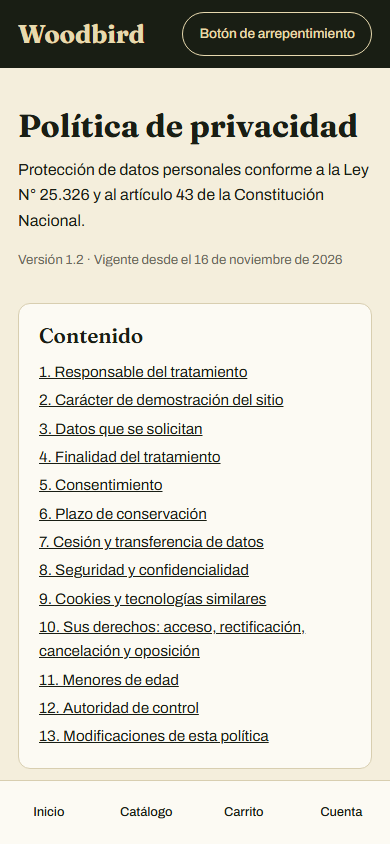 Woodbird
Botón de arrepentimiento
Política de privacidad
Protección de datos personales conforme a la Ley
N° 25.326 y al artículo 43 de la Constitución
Nacional.
Versión 1.2 · Vigente desde el 16 de noviembre de 2026
Contenido
1. Responsable del tratamiento
2. Carácter de demostración del sitio
3. Datos que se solicitan
4. Finalidad del tratamiento
5. Consentimiento
6. Plazo de conservación
7. Cesión y transferencia de datos
8. Seguridad y confidencialidad
9. Cookies y tecnologías similares
10. Sus derechos: acceso, rectificación,
cancelación y oposición
11. Menores de edad
12. Autoridad de control
13. Modificaciones de esta política
Inicio
Catálogo
Carrito
Cuenta